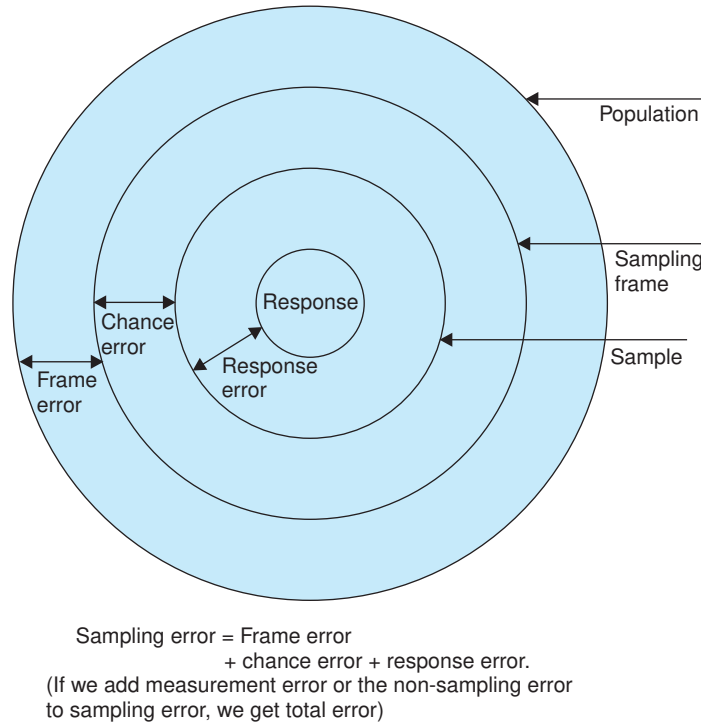 Population
Sampling
frame
Response
Chance
error
Sample
Response
error
Frame
error
Sampling error = Frame error
+ chance error + response error.
(If we add measurement error or the non-sampling error
to sampling error, we get total error)